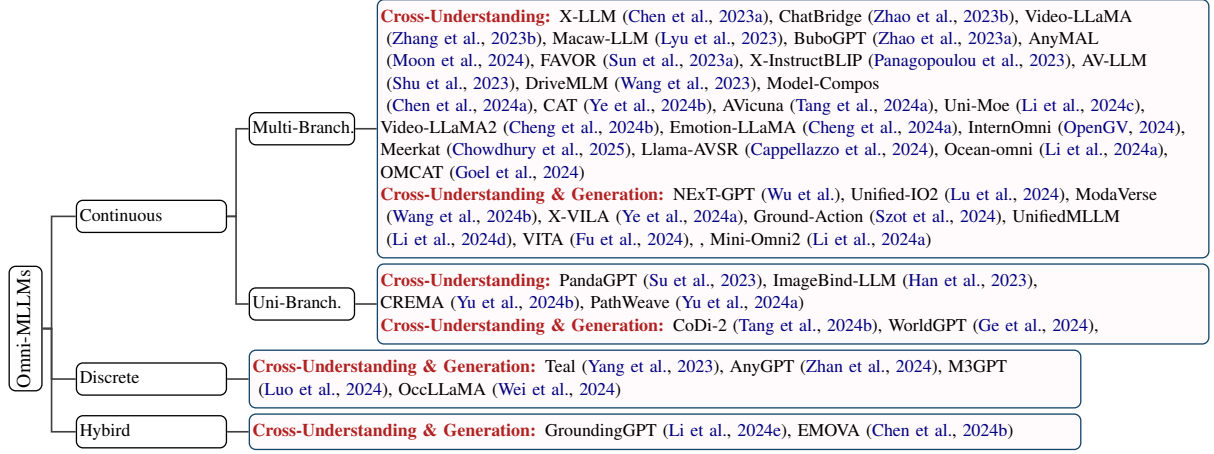 Omni-MLLMs
Continuous
Multi-Branch.
Cross-Understanding: X-LLM (Chen et al., 2023a), ChatBridge (Zhao et al., 2023b), Video-LLaMA
(Zhang et al., 2023b), Macaw-LLM (Lyu et al., 2023), BuboGPT (Zhao et al., 2023a), AnyMAL
(Moon et al., 2024), FAVOR (Sun et al., 2023a), X-InstructBLIP (Panagopoulou et al., 2023), AV-LLM
(Shu et al., 2023), DriveMLM (Wang et al., 2023), Model-Compos
(Chen et al., 2024a), CAT (Ye et al., 2024b), AVicuna (Tang et al., 2024a), Uni-Moe (Li et al., 2024c),
Video-LLaMA2 (Cheng et al., 2024b), Emotion-LLaMA (Cheng et al., 2024a), InternOmni (OpenGV, 2024),
Meerkat (Chowdhury et al., 2025), Llama-AVSR (Cappellazzo et al., 2024), Ocean-omni (Li et al., 2024a),
OMCAT (Goel et al., 2024)
Cross-Understanding & Generation: NExT-GPT (Wu et al.), Unified-IO2 (Lu et al., 2024), ModaVerse
(Wang et al., 2024b), X-VILA (Ye et al., 2024a), Ground-Action (Szot et al., 2024), UnifiedMLLM
(Li et al., 2024d), VITA (Fu et al., 2024), , Mini-Omni2 (Li et al., 2024a)
Uni-Branch.
Cross-Understanding: PandaGPT (Su et al., 2023), ImageBind-LLM (Han et al., 2023),
CREMA (Yu et al., 2024b), PathWeave (Yu et al., 2024a)
Cross-Understanding & Generation: CoDi-2 (Tang et al., 2024b), WorldGPT (Ge et al., 2024),
Discrete
Cross-Understanding & Generation: Teal (Yang et al., 2023), AnyGPT (Zhan et al., 2024), M3GPT
(Luo et al., 2024), OccLLaMA (Wei et al., 2024)
Hybird
Cross-Understanding & Generation: GroundingGPT (Li et al., 2024e), EMOVA (Chen et al., 2024b)